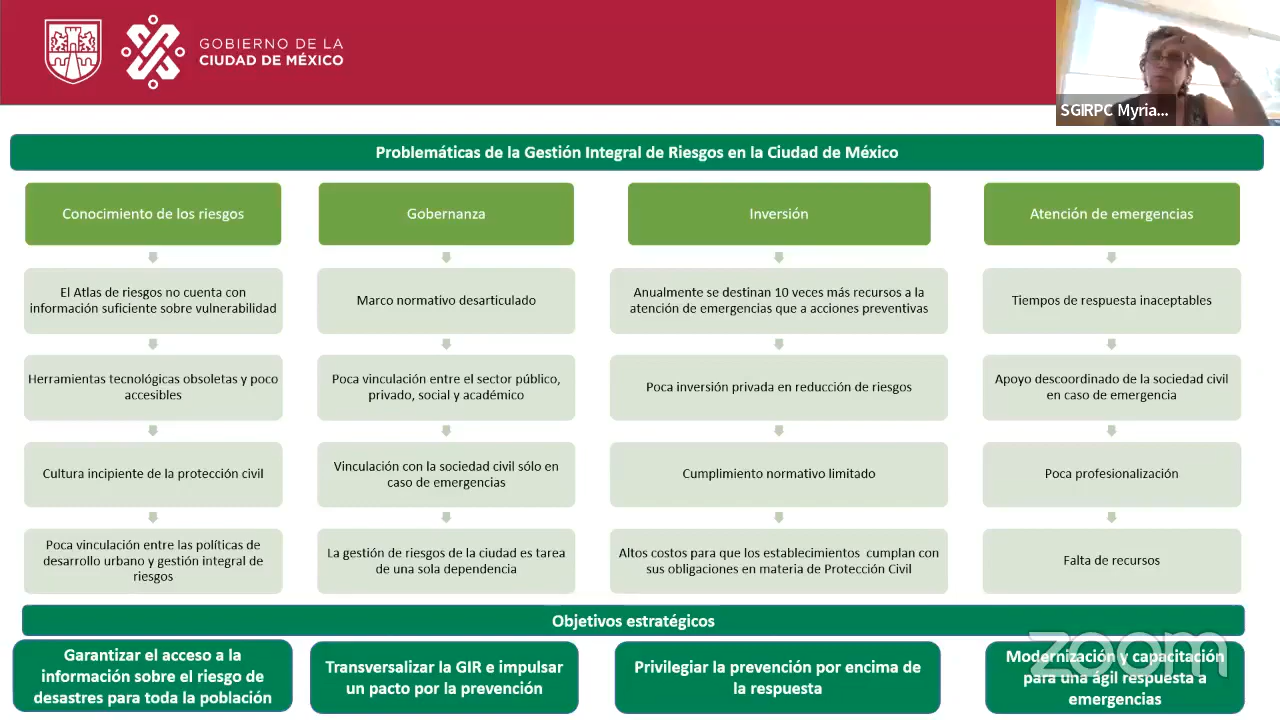 GOBIERNO DE LA
CIUDAD DE MÉXICO
SGIRPC Myria...
Problemáticas de la Gestión Integral de Riesgos en la Ciudad de México
Conocimiento de los riesgos
El Atlas de riesgos no cuenta con
información suficiente sobre vulnerabilidad
Herramientas tecnológicas obsoletas y poco
accesibles
Cultura incipiente de la protección civil
Poca vinculación entre las políticas de
desarrollo urbano y gestión integral de
riesgos
Gobernanza
Marco normativo desarticulado
Poca vinculación entre el sector público,
privado, social y académico
Vinculación con la sociedad civil sólo en
caso de emergencias
La gestión de riesgos de la ciudad es tarea
de una sola dependencia
Inversión
Anualmente se destinan 10 veces más recursos a la
atención de emergencias que a acciones preventivas
Poca inversión privada en reducción de riesgos
Cumplimiento normativo limitado
Altos costos para que los establecimientos cumplan con
sus obligaciones en materia de Protección Civil
Atención de emergencias
Tiempos de respuesta inaceptables
Apoyo descoordinado de la sociedad civil
en caso de emergencia
Poca profesionalización
Falta de recursos
Objetivos estratégicos
Garantizar el acceso a la
información sobre el riesgo de
desastres para toda la población
Transversalizar la GIR e impulsar
un pacto por la prevención
Privilegiar la prevención por encima de
la respuesta
Modernización y capacitación
para una ágil respuesta a
emergencias
zoom